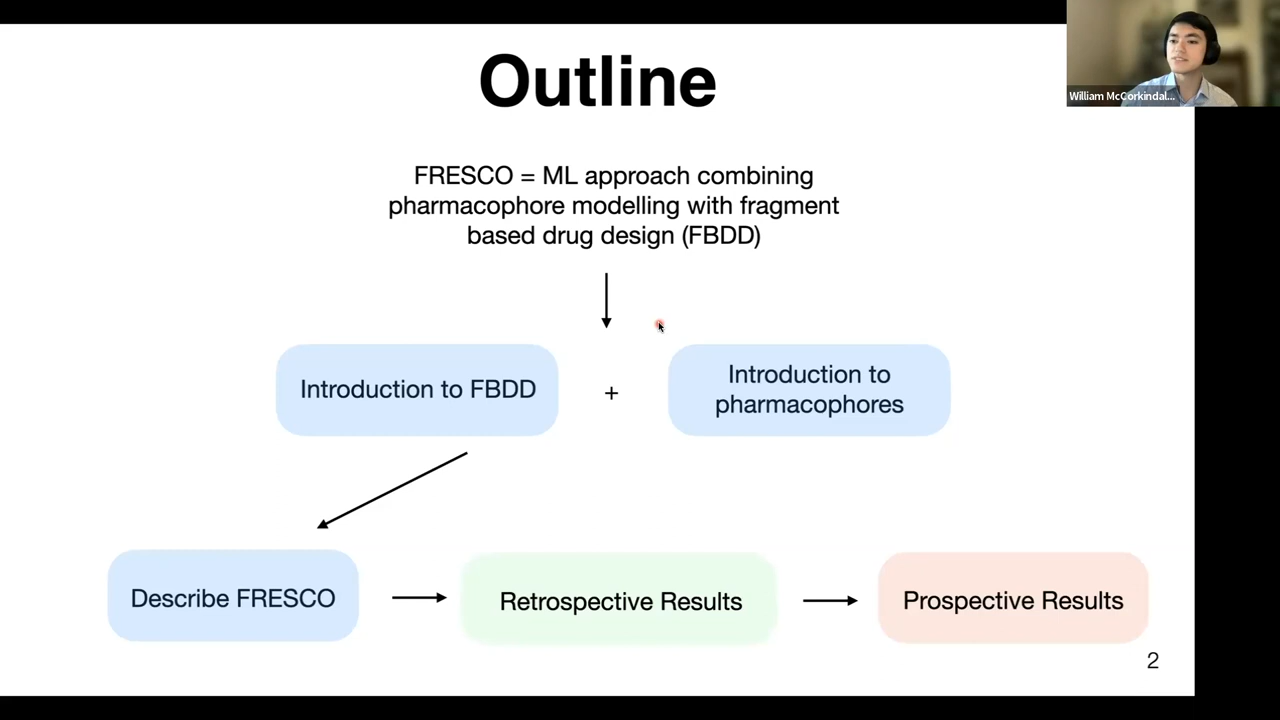 Outline
William McCorkindal...
FRESCO = ML approach combining
pharmacophore modelling with fragment
based drug design (FBDD)
Introduction to FBDD
+
Introduction to
pharmacophores
Describe FRESCO
Retrospective Results
Prospective Results
2